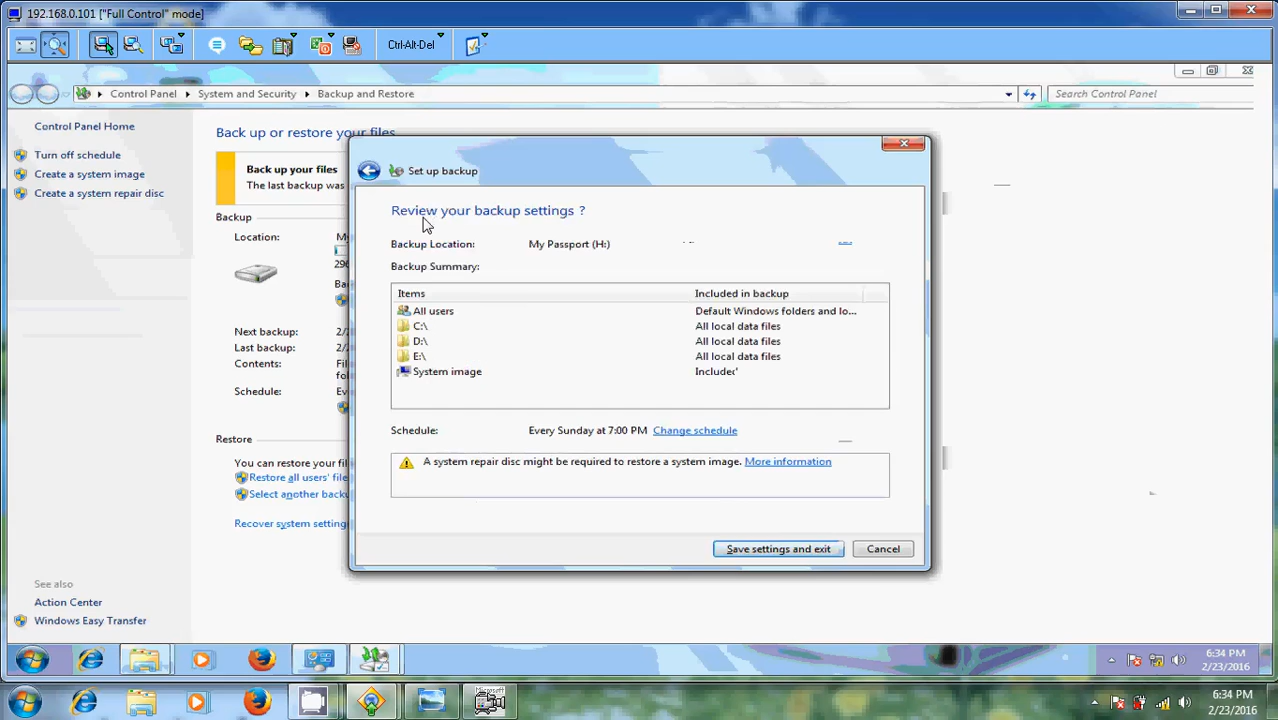 192.168.0.101 ["Full Control" mode]
Ctrl-Alt-Del
Control Panel
System and Security
Backup and Restore
Search Control Panel
Control Panel Home
Turn off schedule
Create a system image
Create a system repair disc
See also
Action Center
Windows Easy Transfer
Back up or restore your files
Back up your files
The last backup was
Backup
Location:
Next backup: 2/
Last backup: 2/
Contents:
Schedule:
Restore
You can restore your
Restore all users'
Select another
Recover system
Set up backup
Review your backup settings ?
Backup Location: My Passport (H:)
Backup Summary:
Items Included in backup
All users Default Windows folders and lo...
C:\ All local data files
D:\ All local data files
E:\ All local data files
System image
Schedule: Every Sunday at 7:00 PM Change schedule
A system repair disc might be required to restore a system image. More information
Save settings and exit Cancel
6:34 PM
2/23/2016
6:34 PM
2/23/2016